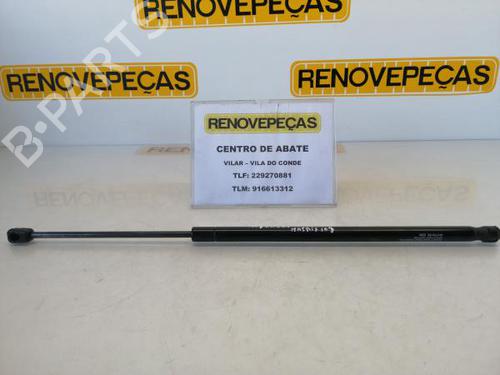 RENOVEPEÇAS
RENOVEPEÇAS
RENOVEPEÇAS
CENTRO DE ABATE
VILAR – VILA DO CONDE
TLF: 229270881
TLM: 916613312
RENOVEPEÇAS
B-PARTS